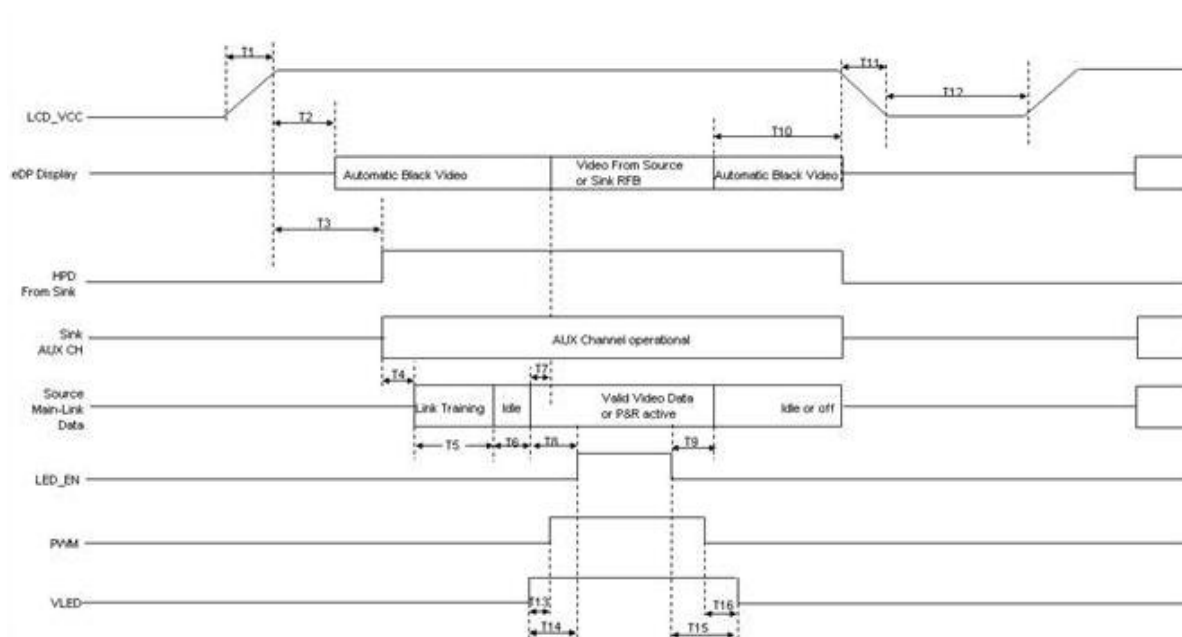 T1
T11
T12
LCD_VCC
T2
T10
eDP Display
Automatic Black Video
Video From Source
or Sink RFB
Automatic Black Video
T3
HPD
From Sink
Sink
AUX CH
AUX Channel operational
T4
T7
Source
Main-Link
Data
Link Training
Idle
Valid Video Data
or P&R active
Idle or off
T5
T6
T8
T9
LED_EN
PWM
VLED
T13
T16
T14
T15